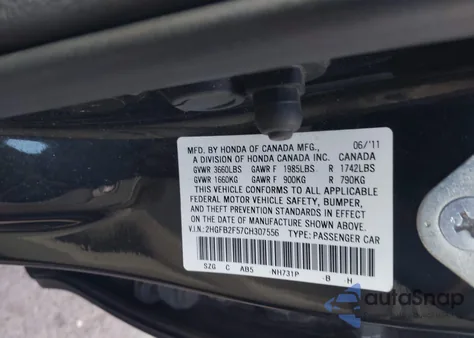 MFD. BY HONDA OF CANADA MFG., 06/'11
A DIVISION OF HONDA CANADA INC. CANADA
GVWR 3660LBS GAWR F 1985LBS R 1742LBS
GVWR 1660KG GAWR F 900KG R 790KG
THIS VEHICLE CONFORMS TO ALL APPLICABLE
FEDERAL MOTOR VEHICLE SAFETY, BUMPER,
AND THEFT PREVENTION STANDARDS IN EFFECT
ON THE DATE OF MANUFACTURE SHOWN ABOVE.
V.I.N.: 2HGFB2F57CH307556 TYPE: PASSENGER CAR
SZG C AB5 NH731P B H
autoSnap